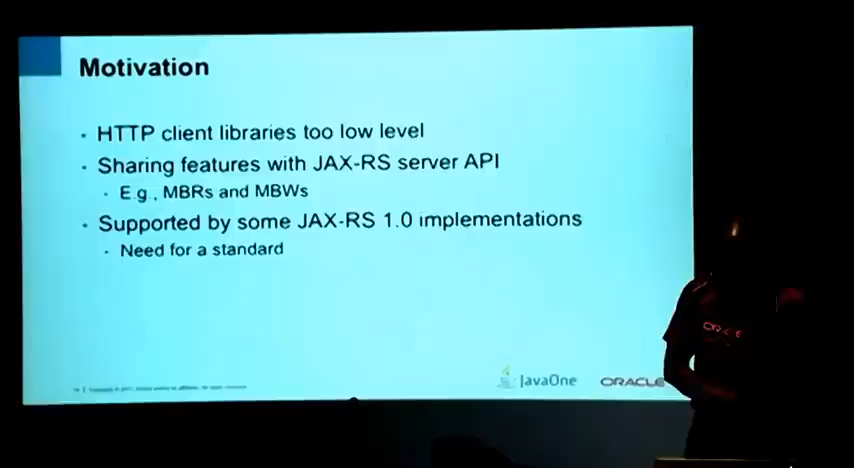 Motivation
· HTTP client libraries too low level
· Sharing features with JAX-RS server API
· E.g., MBRs and MBWs
· Supported by some JAX-RS 1.0 implementations
· Need for a standard
JavaOne
ORACLE